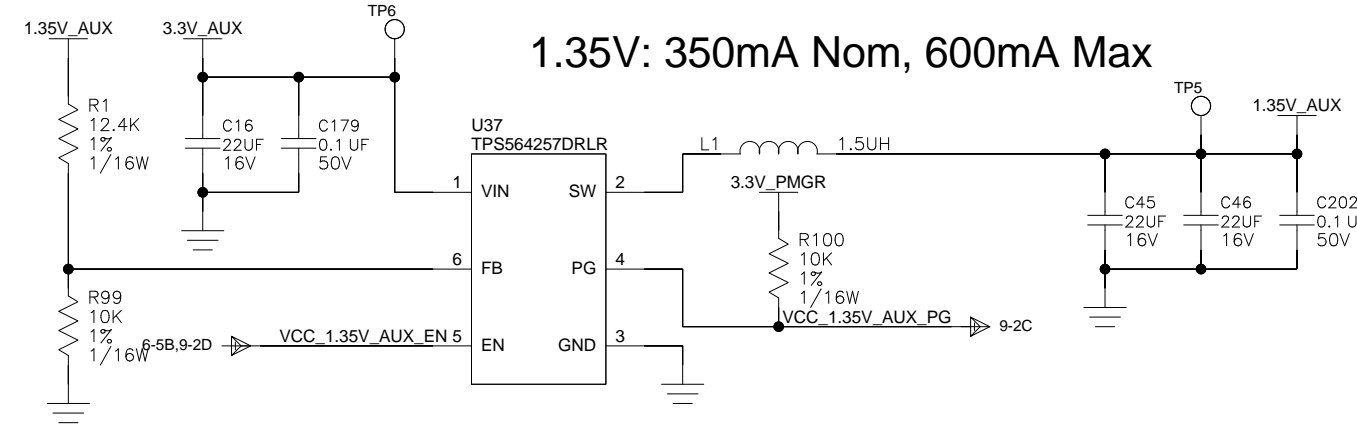 1.35V: 350mA Nom, 600mA Max
1.35V_AUX
3.3V_AUX
TP6
R1
12.4K
1%
1/16W
C16
22UF
16V
C179
0.1 UF
50V
U37
TPS564257DRLR
1
VIN
SW
2
6
FB
PG
4
5
EN
GND
3
L1
1.5UH
3.3V_PMGR
R100
10K
1%
1/16W
VCC_1.35V_AUX_PG
9-2C
R99
10K
1%
1/16W
6-5B,9-2D
VCC_1.35V_AUX_EN
TP5
1.35V_AUX
C45
22UF
16V
C46
22UF
16V
C202
0.1 U
50V